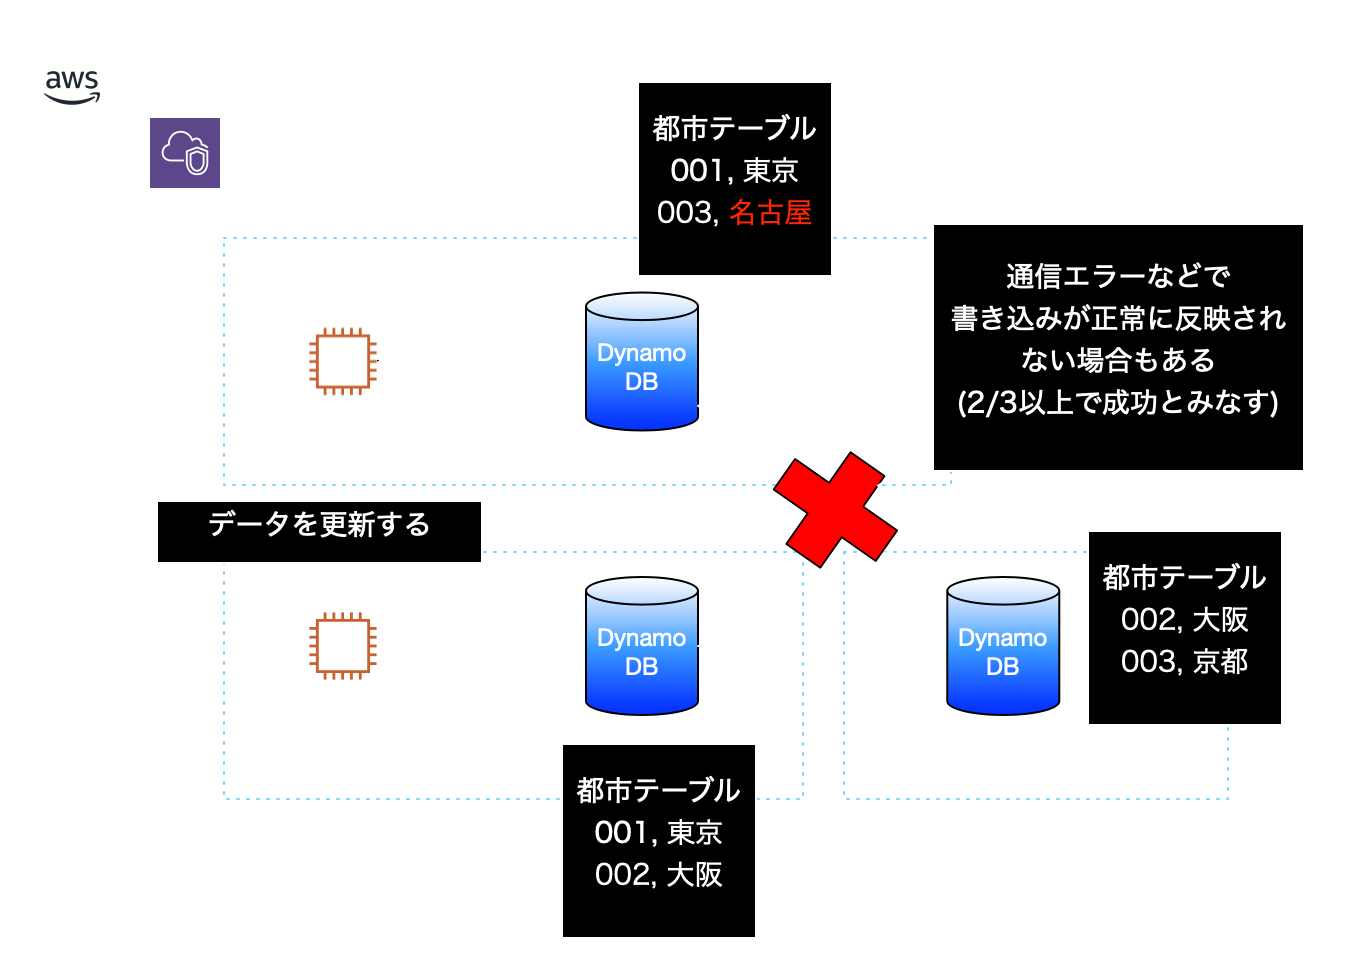 aws
都市テーブル
001, 東京
003, 名古屋
通信エラーなどで
書き込みが正常に反映され
ない場合もある
(2/3以上で成功とみなす)
Dynamo
DB
データを更新する
Dynamo
DB
Dynamo
DB
都市テーブル
002, 大阪
003, 京都
都市テーブル
001, 東京
002, 大阪